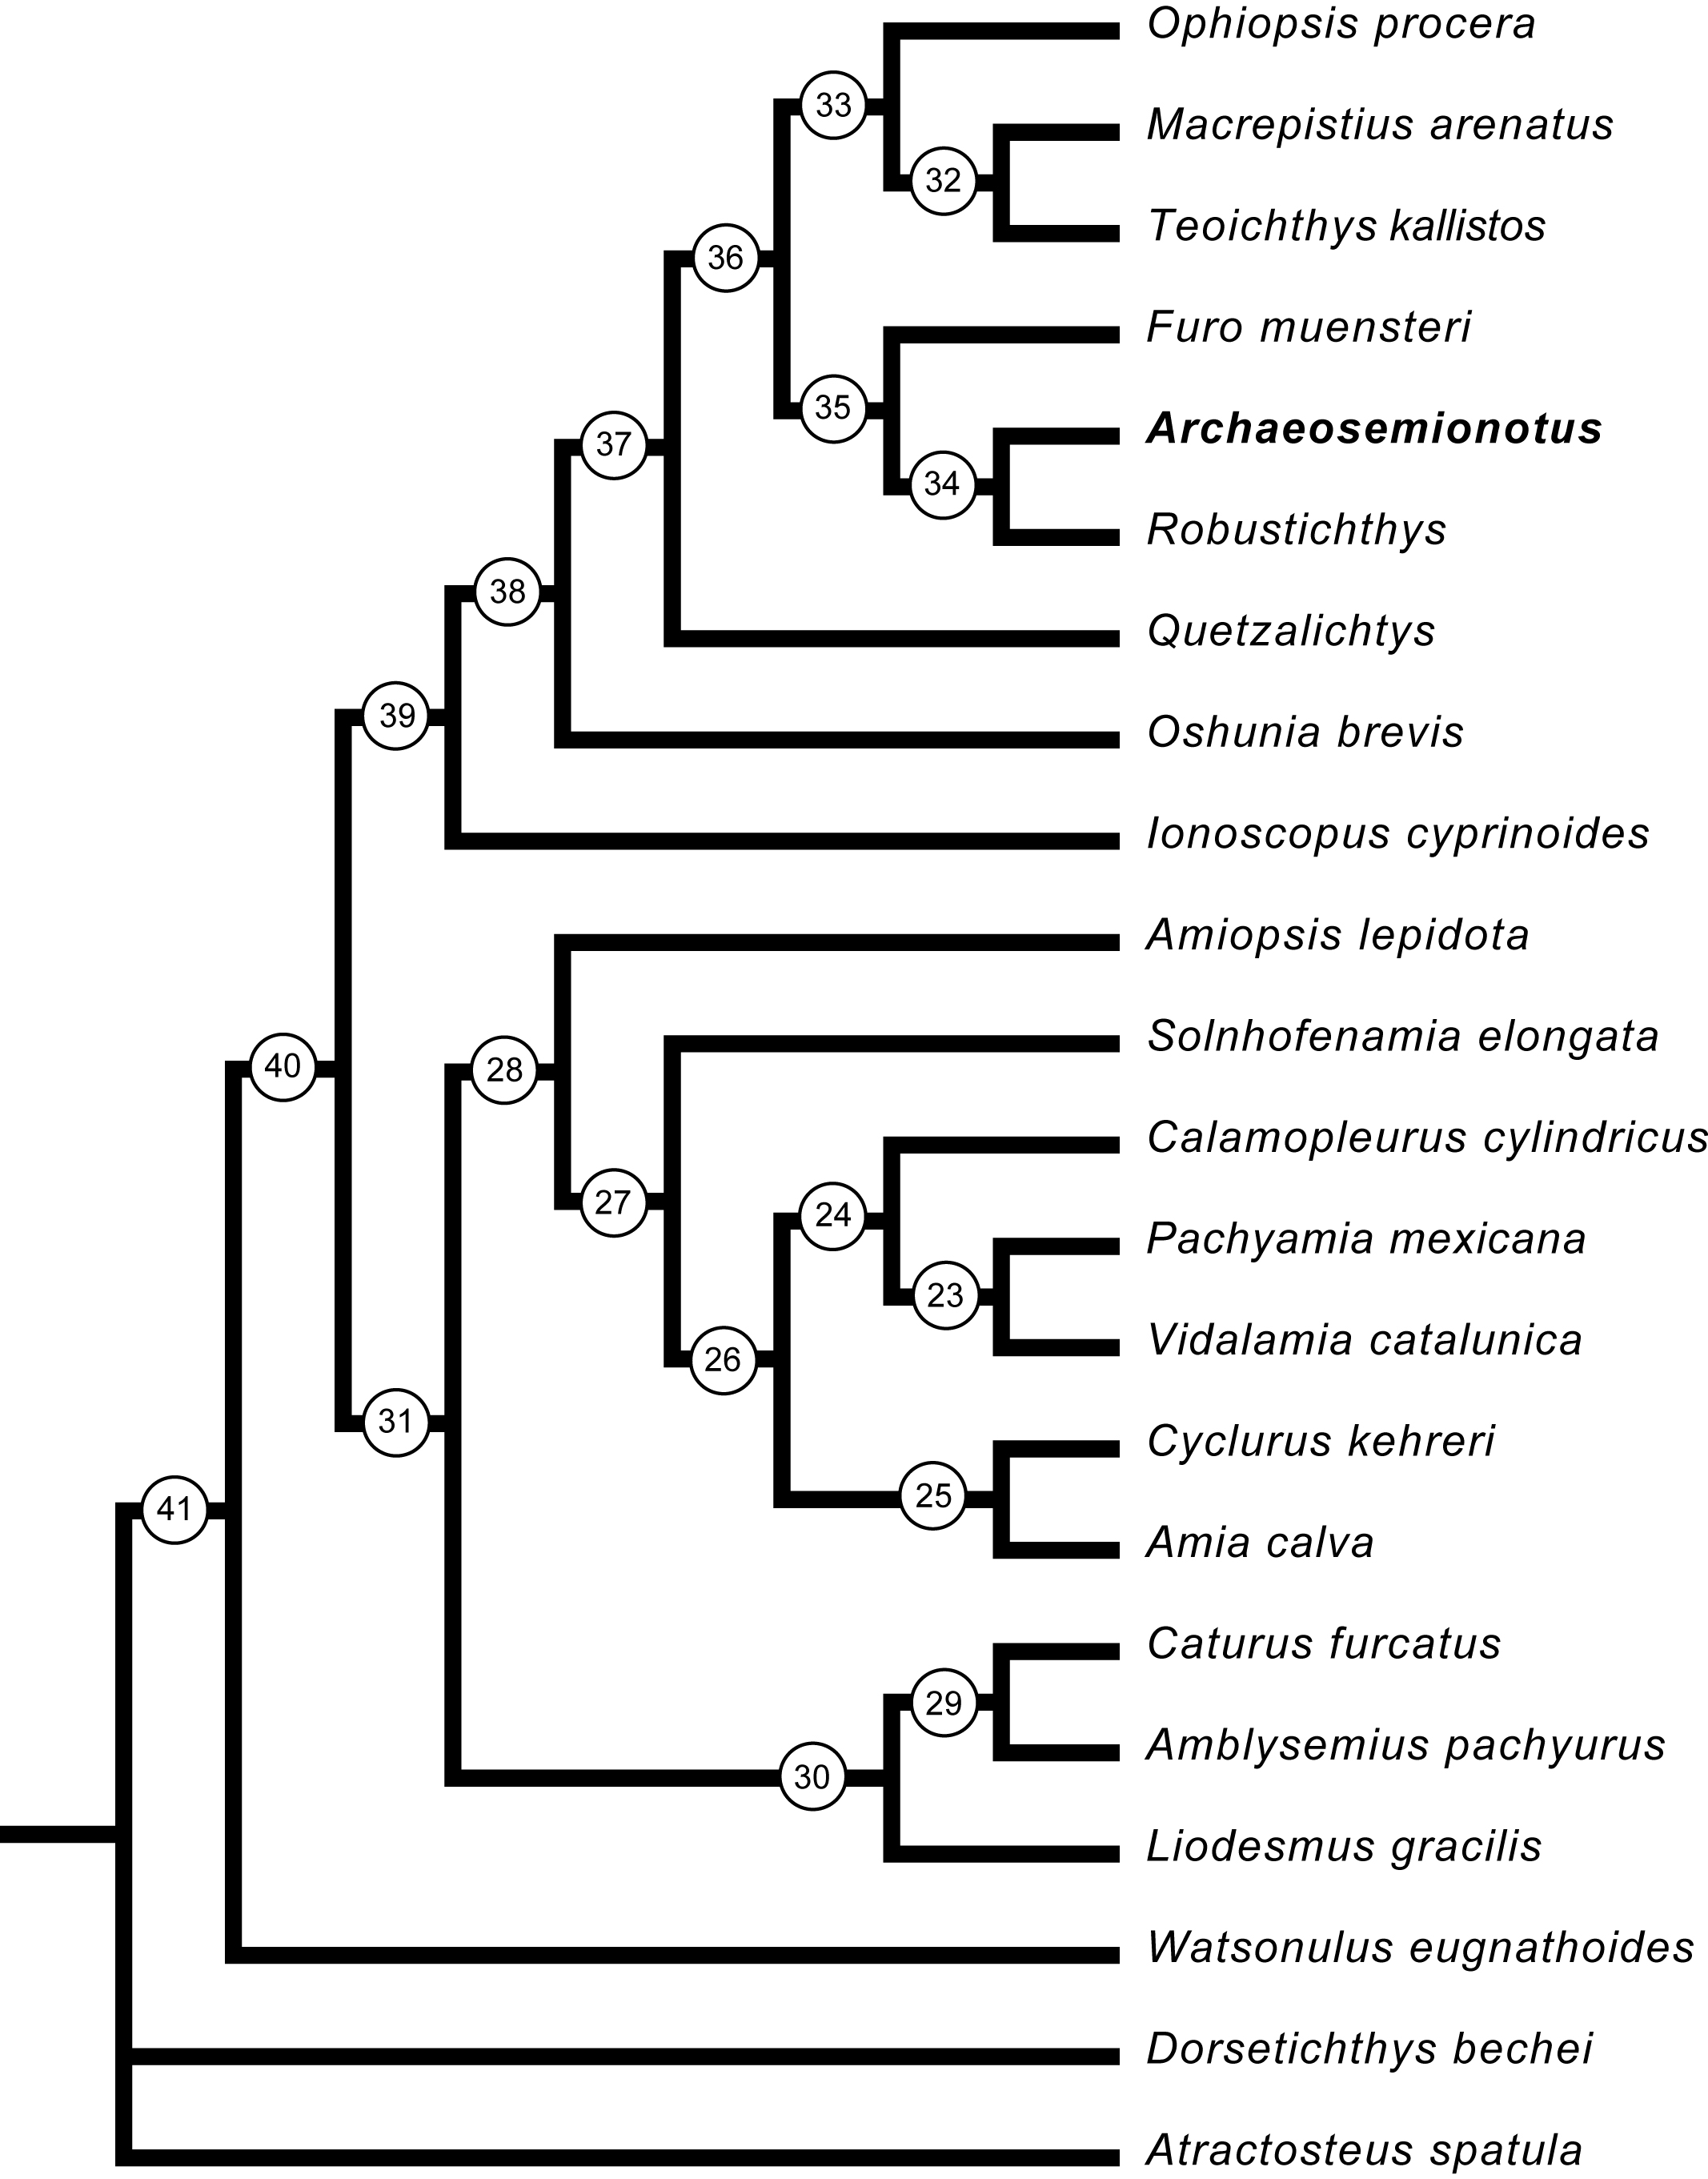 Ophiopsis procera
33
Macrepistius arenatus
32
Teoichthys kallistos
36
Furo muensteri
35
Archaeosemionotus
37
34
Robustichthys
38
Quetzalichtys
39
Oshunia brevis
Ionoscopus cyprinoides
Amiopsis lepidota
Solnhofenamia elongata
40
28
Calamopleurus cylindricus
27
24
Pachyamia mexicana
23
Vidalamia catalunica
26
31
Cyclurus kehreri
25
41
Amia calva
Caturus furcatus
29
Amblysemius pachyurus
30
Liodesmus gracilis
Watsonulus eugnathoides
Dorsetichthys bechei
Atractosteus spatula